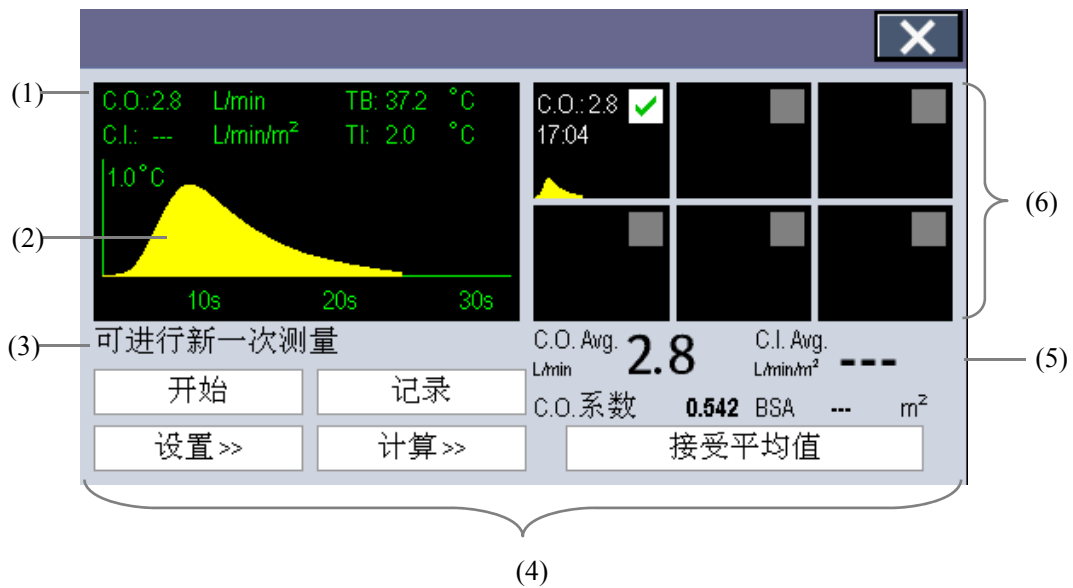 (1)
C.O.:2.8 L/min TB: 37.2 °C
C.I.: --- L/min/m² TI: 2.0 °C
1.0°C
(2)
10s 20s 30s
C.O.:2.8
17:04
(6)
(3)
可进行新一次测量
开始 记录
设置>> 计算>>
C.O. Avg. 2.8 C.I. Avg. ---
L/min L/min/m²
C.O.系数 0.542 BSA --- m²
接受平均值
(5)
(4)